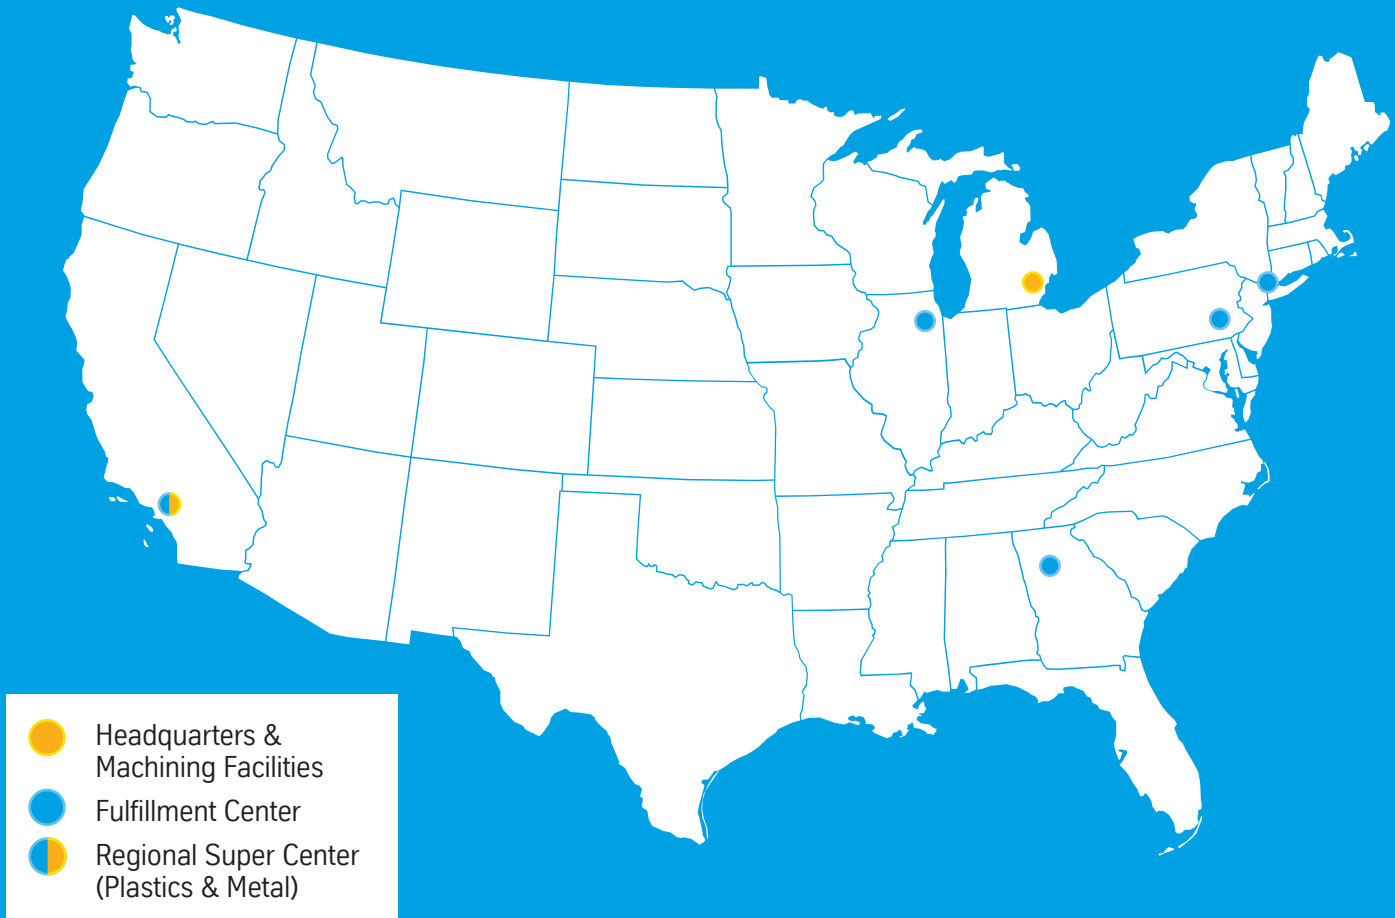 Headquarters &
Machining Facilities
Fulfillment Center
Regional Super Center
(Plastics & Metal)